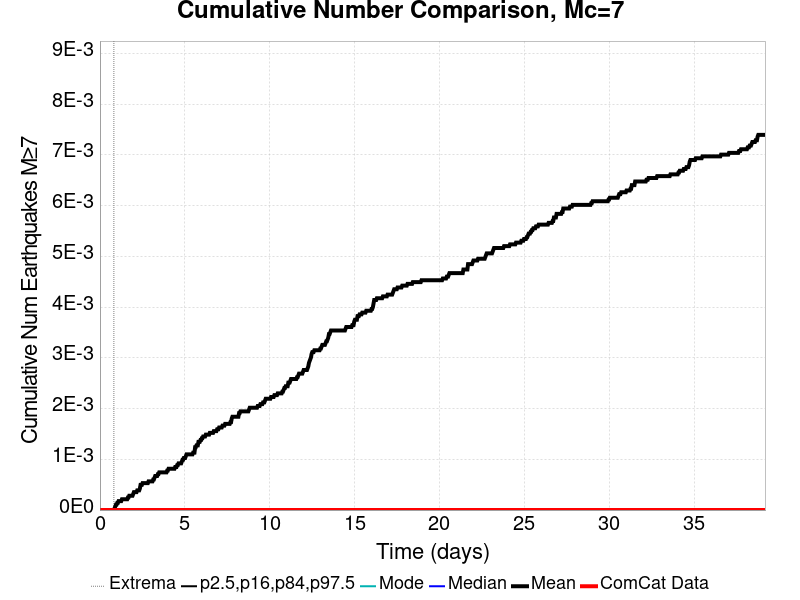 Cumulative Number Comparison, Mc=7
Cumulative Num Earthquakes M≥7
9E-3
8E-3
7E-3
6E-3
5E-3
4E-3
3E-3
2E-3
1E-3
0E0
0 5 10 15 20 25 30 35
Time (days)
Extrema p2.5,p16,p84,p97.5 Mode Median Mean ComCat Data